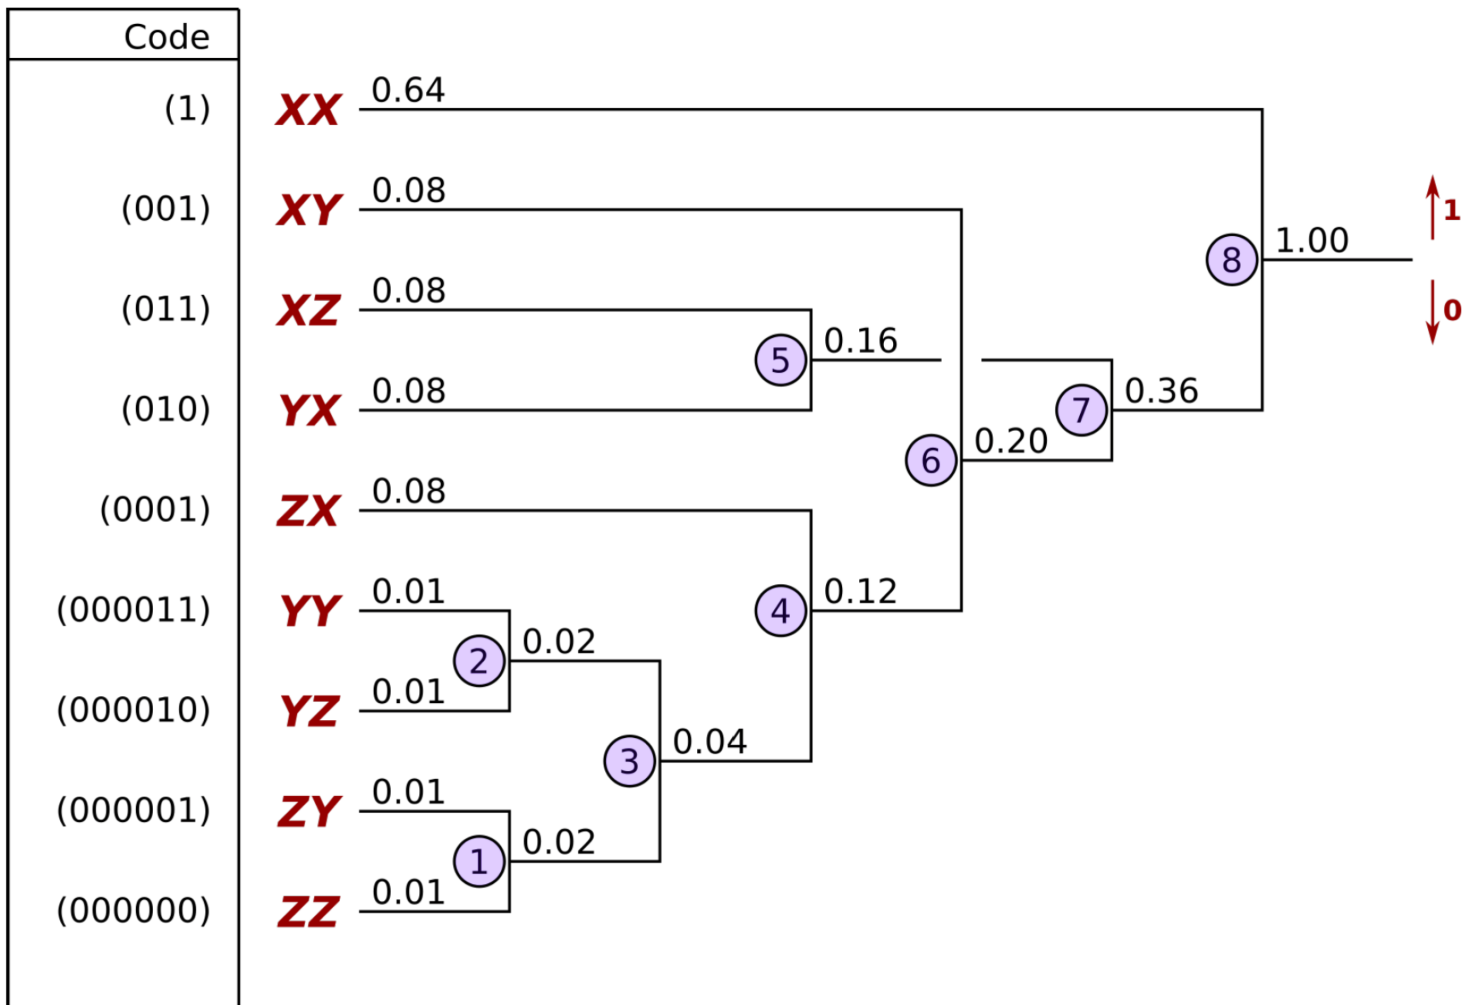 Code
(1) XX 0.64
1
(001) XY 0.08
8 1.00
(011) XZ 0.08
0
5 0.16
(010) YX 0.08
7 0.36
6 0.20
(0001) ZX 0.08
(000011) YY 0.01
4 0.12
2 0.02
(000010) YZ 0.01
3 0.04
(000001) ZY 0.01
1 0.02
(000000) ZZ 0.01